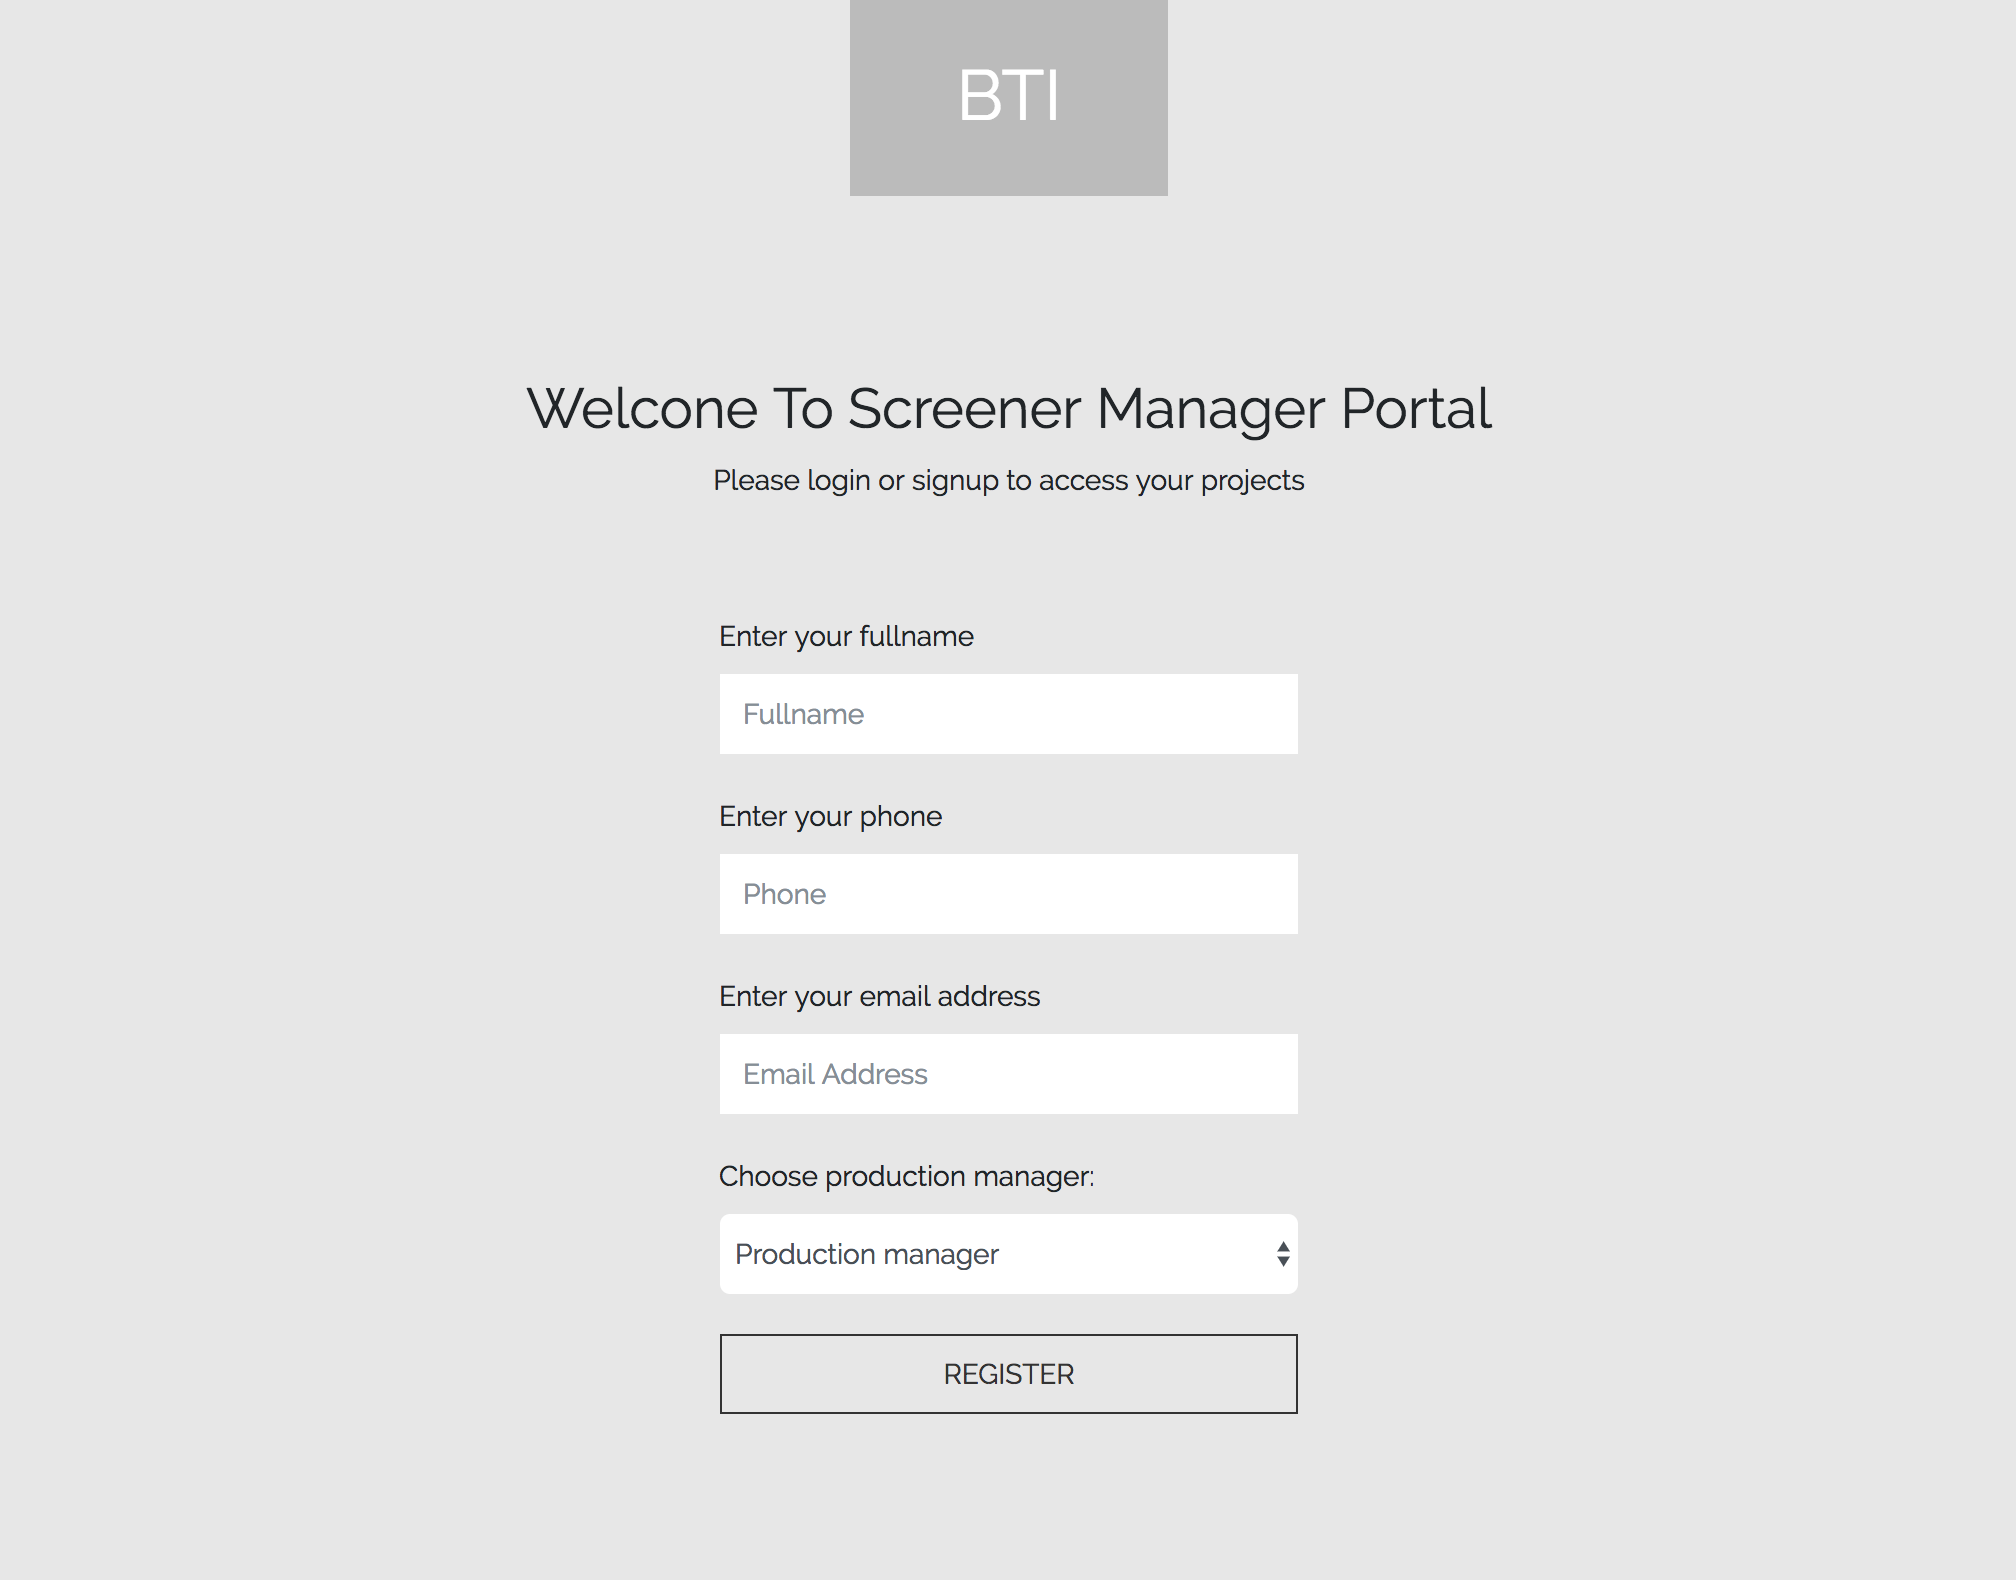 BTI
Welcone To Screener Manager Portal
Please login or signup to access your projects
Enter your fullname
Fullname
Enter your phone
Phone
Enter your email address
Email Address
Choose production manager:
Production manager
REGISTER